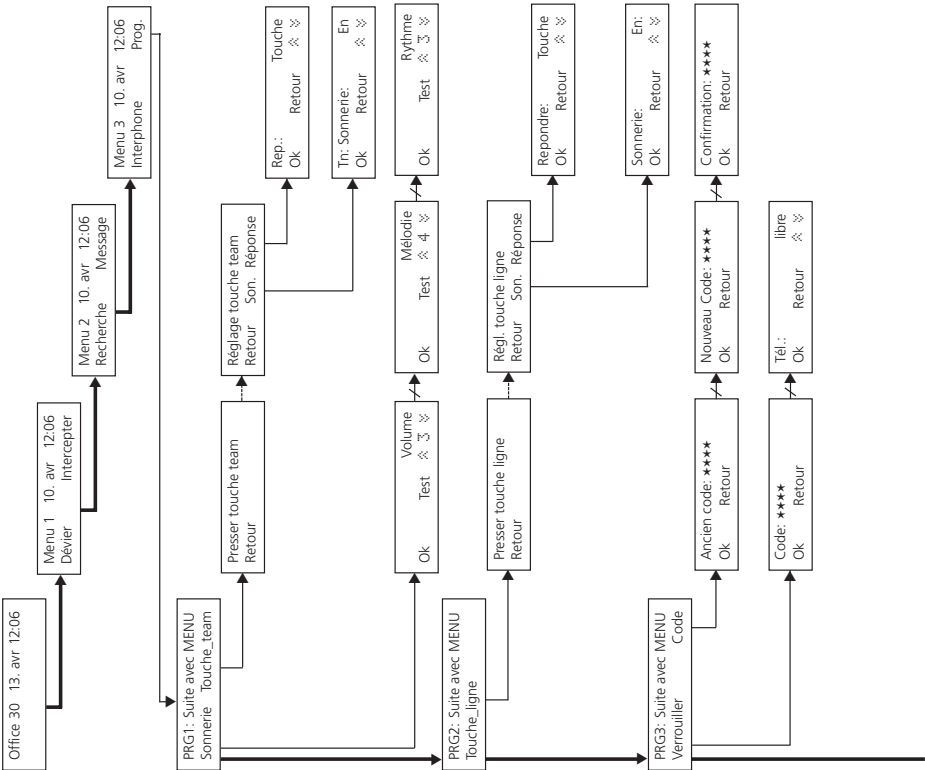 Office 30 13. avr 12:06
Menu 1 10. avr 12:06
Dévier Intercepter
Menu 2 10. avr 12:06
Recherche Message
Menu 3 10. avr 12:06
Interphone Prog.
PRG1: Suite avec MENU
Sonnerie Touche_team
Presser touche team
Retour
Réglage touche team
Retour Son. Réponse
Rep.: Touche
Ok Retour
Tn: Sonnerie: En
Ok Retour
Volume
Ok Test 3
Mélodie
Ok Test 4
Rythme
Ok Test 3
PRG2: Suite avec MENU
Touche_ligne
Presser touche ligne
Retour
Régl. touche ligne
Retour Son. Réponse
Repondre: Touche
Ok Retour
Sonnerie: En:
Ok Retour
PRG3: Suite avec MENU
Verrouiller Code
Ancien code: ★★★★
Ok Retour
Nouveau Code: ★★★★
Ok Retour
Confirmation: ★★★★
Ok Retour
Code: ★★★★
Ok Retour
Tél.: libre
Ok Retour